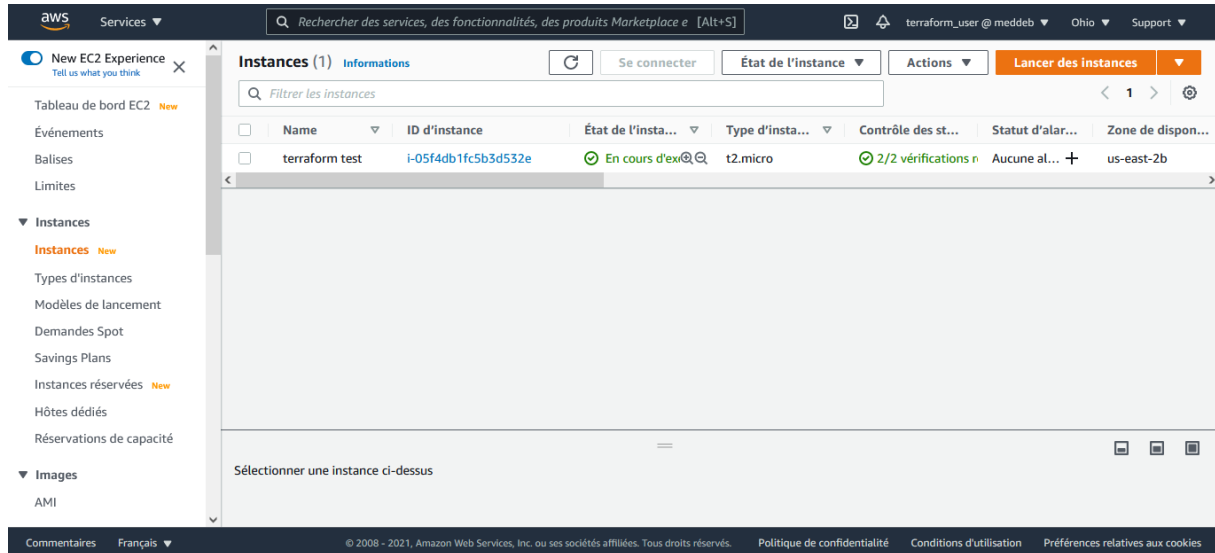 aws Services ▼ Rechercher des services, des fonctionnalités, des produits Marketplace e [Alt+S] terraform_user @ meddeb ▼ Ohio ▼ Support ▼
New EC2 Experience
Tell us what you think
Tableau de bord EC2 New
Événements
Balises
Limites
Instances
Instances New
Types d'instances
Modèles de lancement
Demandes Spot
Savings Plans
Instances réservées New
Hôtes dédiés
Réservations de capacité
Images
AMI
Instances (1) Informations Se connecter État de l'instance ▼ Actions ▼ Lancer des instances ▼
Filtrer les instances 1
Name ID d'instance État de l'insta... Type d'insta... Contrôle des st... Statut d'alar... Zone de dispon...
terraform test i-05f4db1fc5b3d532e En cours d'ex t2.micro 2/2 vérifications r Aucune al... + us-east-2b
Sélectionner une instance ci-dessus
Commentaires Français ▼ © 2008 - 2021, Amazon Web Services, Inc. ou ses sociétés affiliées. Tous droits réservés. Politique de confidentialité Conditions d'utilisation Préférences relatives aux cookies